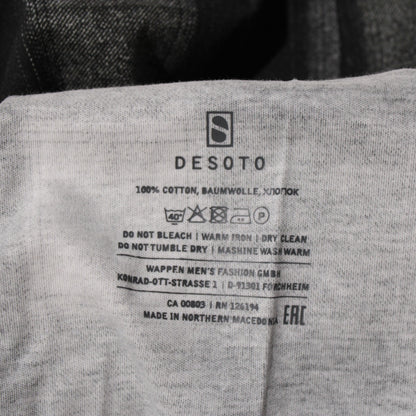 DESOTO
100% COTTON, BAUMWOLLE, ХЛОПОК
40°
P
DO NOT BLEACH | WARM IRON | DRY CLEAN
DO NOT TUMBLE DRY | MASHINE WASH WARM
WAPPEN MEN'S FASHION GMBH
KONRAD-OTT-STRASSE 1 | D-91301 FORCHHEIM
CA 00803 | RN 126194
MADE IN NORTHERN MACEDONIA EAC